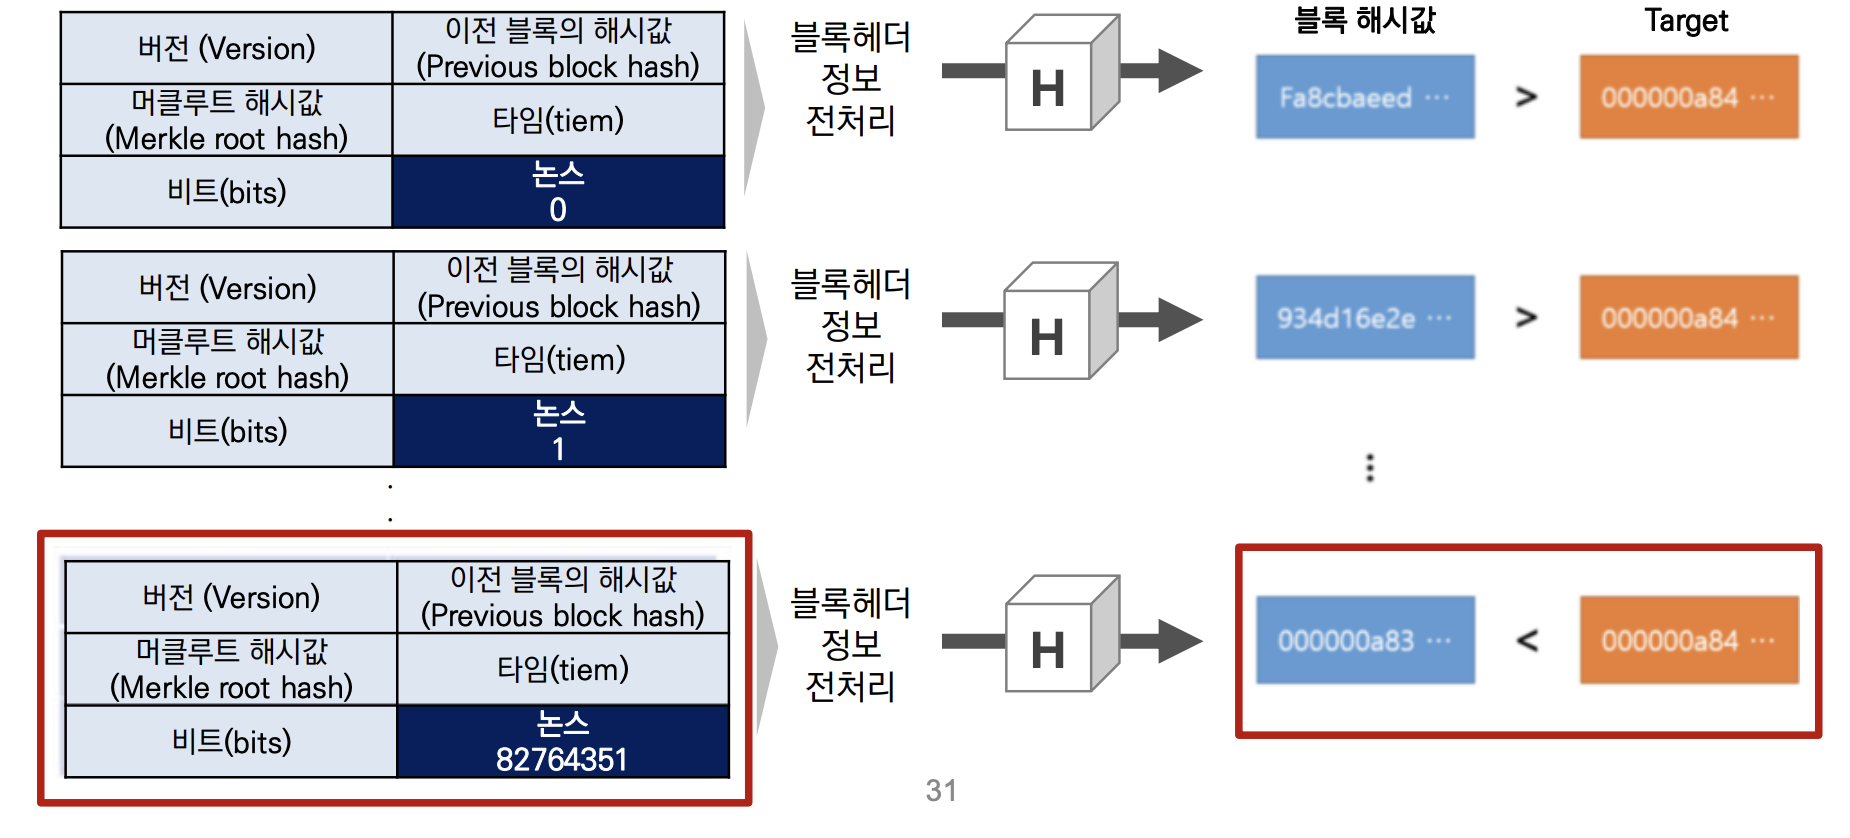 블록 해시값
Target
버전 (Version)
이전 블록의 해시값
(Previous block hash)
머클루트 해시값
(Merkle root hash)
타임(tiem)
비트(bits)
논스
0
블록헤더
정보
전처리
H
Fa8cbaeed ···
>
000000a84 ···
버전 (Version)
이전 블록의 해시값
(Previous block hash)
머클루트 해시값
(Merkle root hash)
타임(tiem)
비트(bits)
논스
1
블록헤더
정보
전처리
H
934d16e2e ···
>
000000a84 ···
버전 (Version)
이전 블록의 해시값
(Previous block hash)
머클루트 해시값
(Merkle root hash)
타임(tiem)
비트(bits)
논스
82764351
블록헤더
정보
전처리
H
000000a83 ···
<
000000a84 ···
31